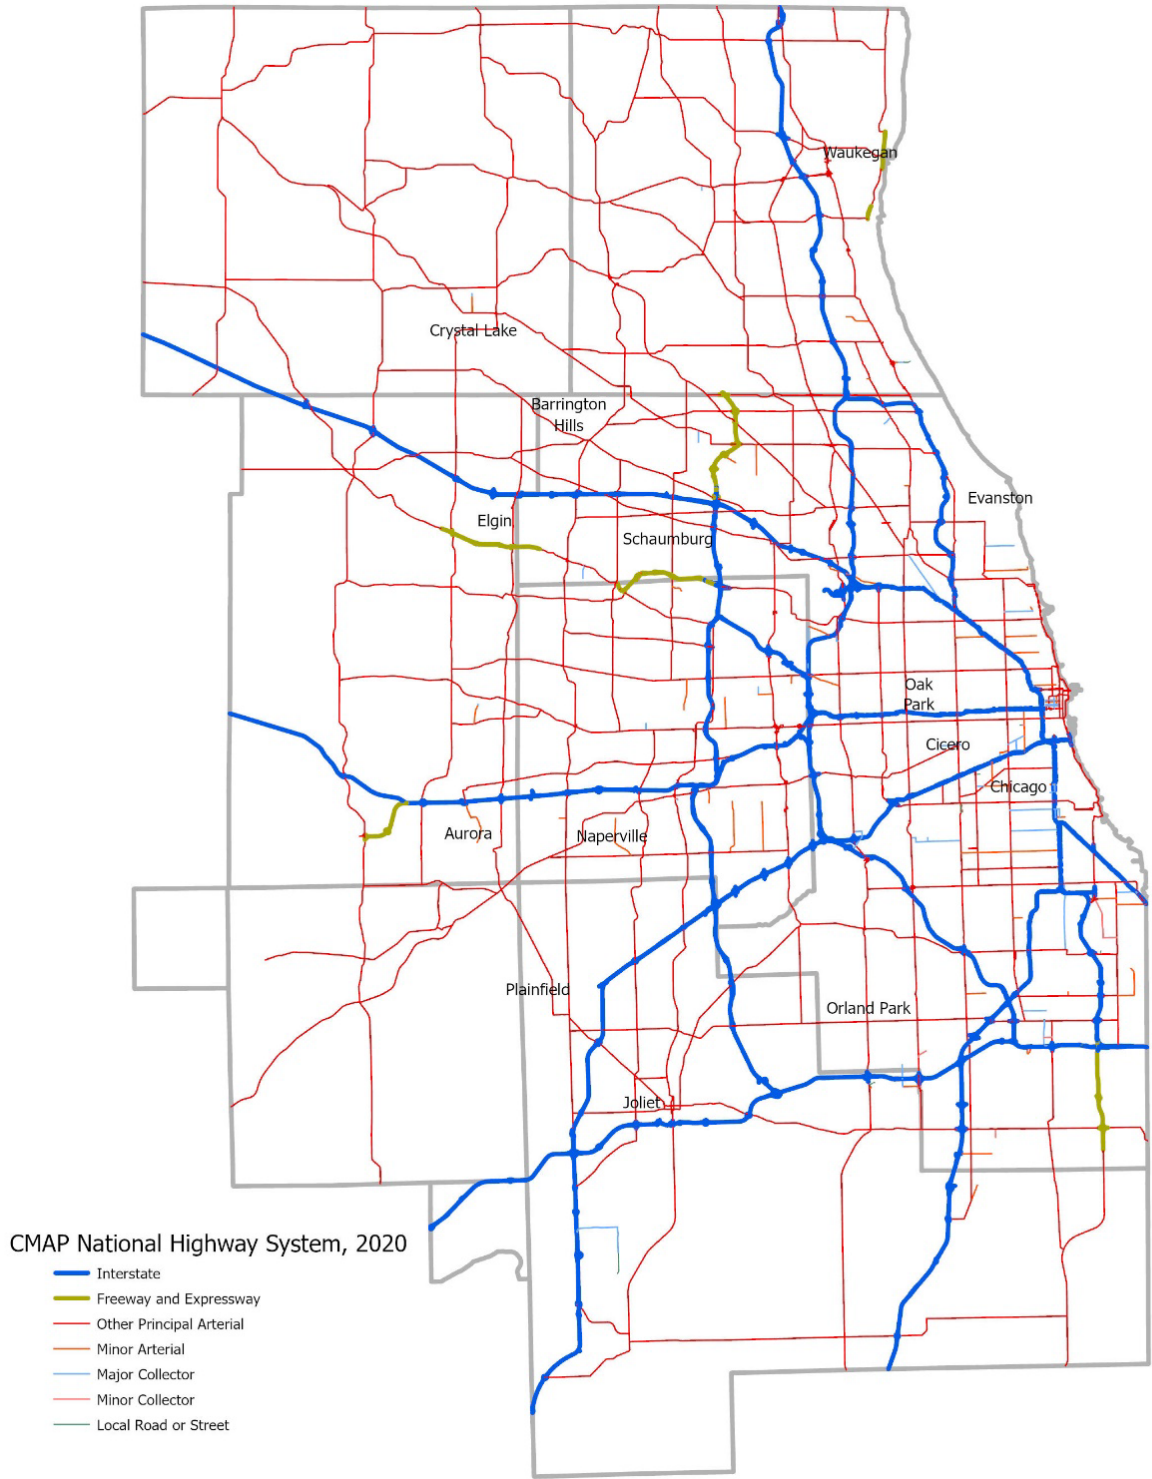 Waukegan
Crystal Lake
Barrington
Hills
Evanston
Elgin
Schaumburg
Oak
Park
Cicero
Chicago
Aurora
Naperville
Plainfield
Orland Park
Joliet
CMAP National Highway System, 2020
Interstate
Freeway and Expressway
Other Principal Arterial
Minor Arterial
Major Collector
Minor Collector
Local Road or Street